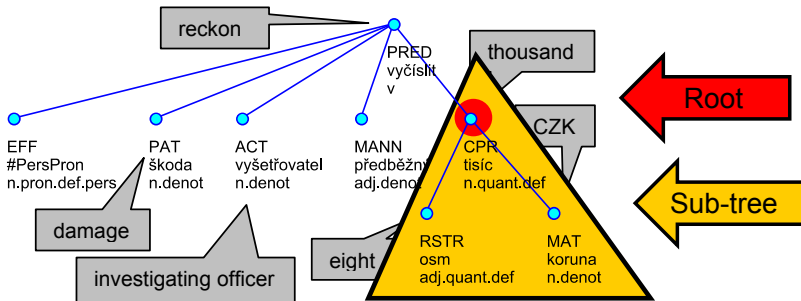 reckon
PRED
vyčíslit
v
thousand
Root
CZK
EFF
#PersPron
n.pron.def.pers
PAT
škoda
n.denot
ACT
vyšetřovatel
n.denot
MANN
předběžný
adj.denot
CPR
tisíc
n.quant.def
Sub-tree
damage
investigating officer
eight
RSTR
osm
adj.quant.def
MAT
koruna
n.denot